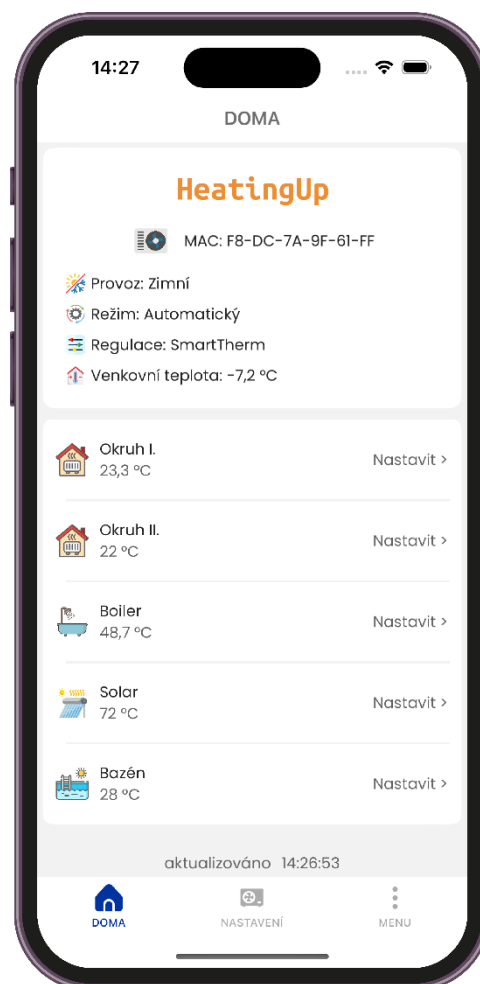 14:27
DOMA
HeatingUp
MAC: F8-DC-7A-9F-61-FF
Provoz: Zimní
Režim: Automatický
Regulace: SmartTherm
Venkovní teplota: -7,2 °C
Okruh I.
23,3 °C
Nastavit >
Okruh II.
22 °C
Nastavit >
Boiler
48,7 °C
Nastavit >
Solar
72 °C
Nastavit >
Bazén
28 °C
Nastavit >
aktualizováno 14:26:53
DOMA NASTAVENÍ MENU